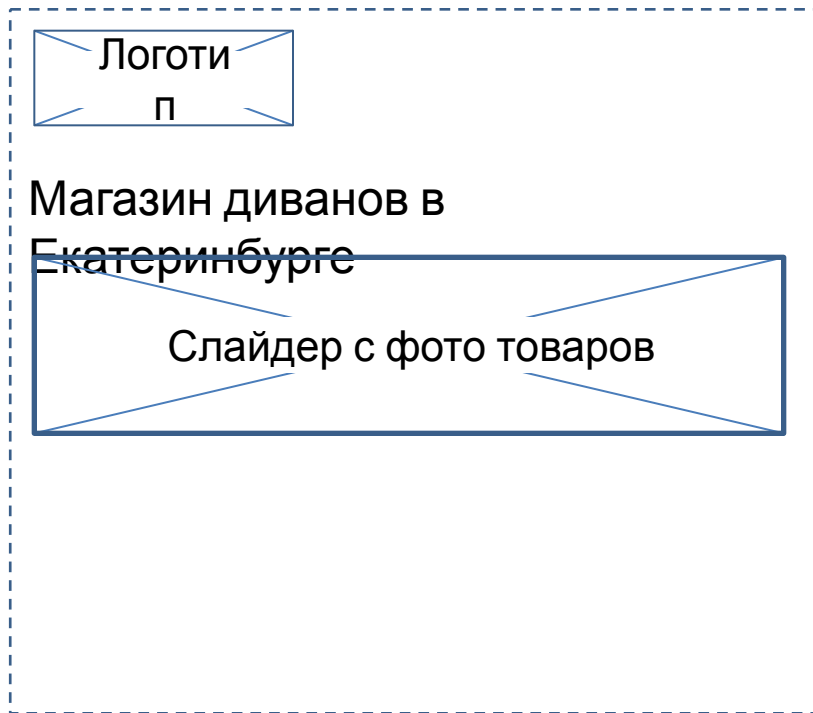 Логоти
п
Магазин диванов в
Екатеринбурге
Слайдер с фото товаров